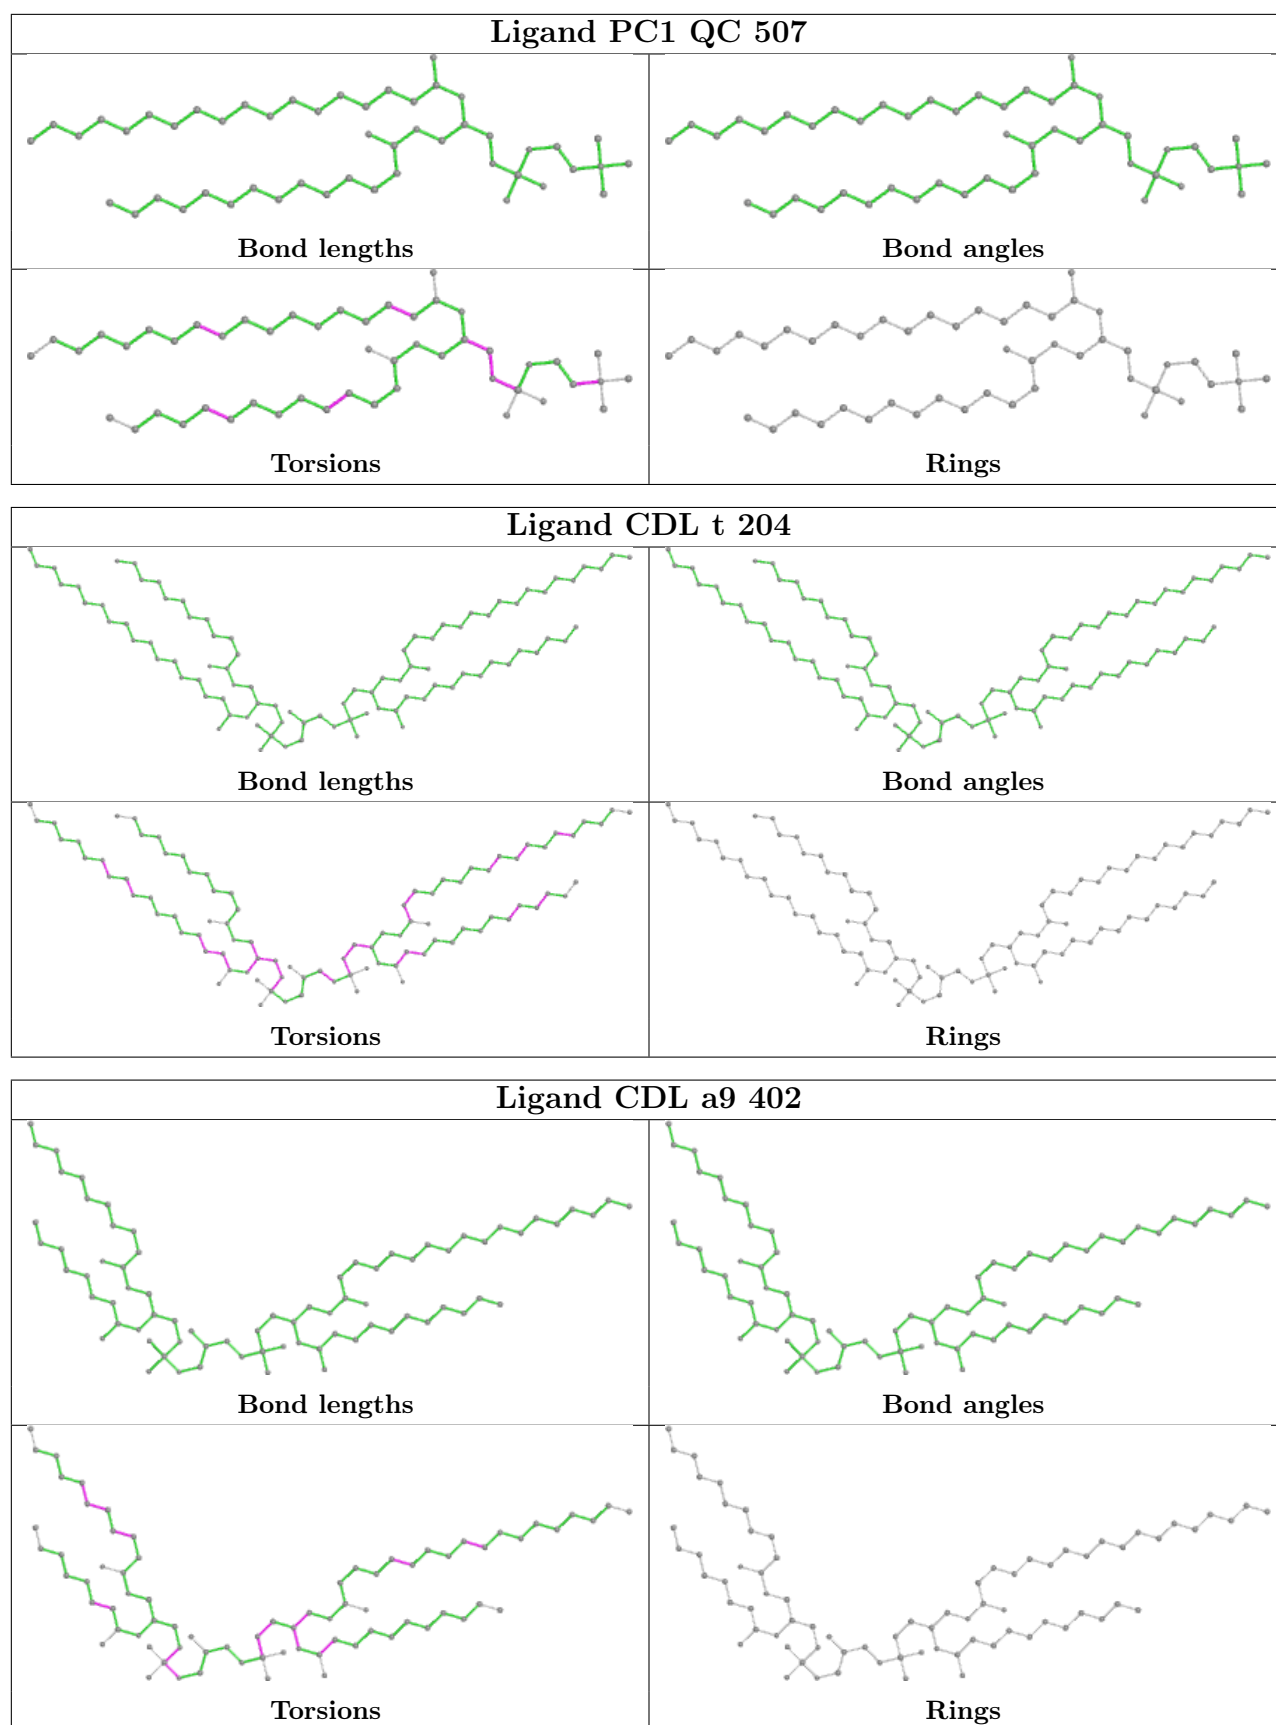 Ligand PC1 QC 507
Bond lengths
Bond angles
Torsions
Rings
Ligand CDL t 204
Bond lengths
Bond angles
Torsions
Rings
Ligand CDL a9 402
Bond lengths
Bond angles
Torsions
Rings